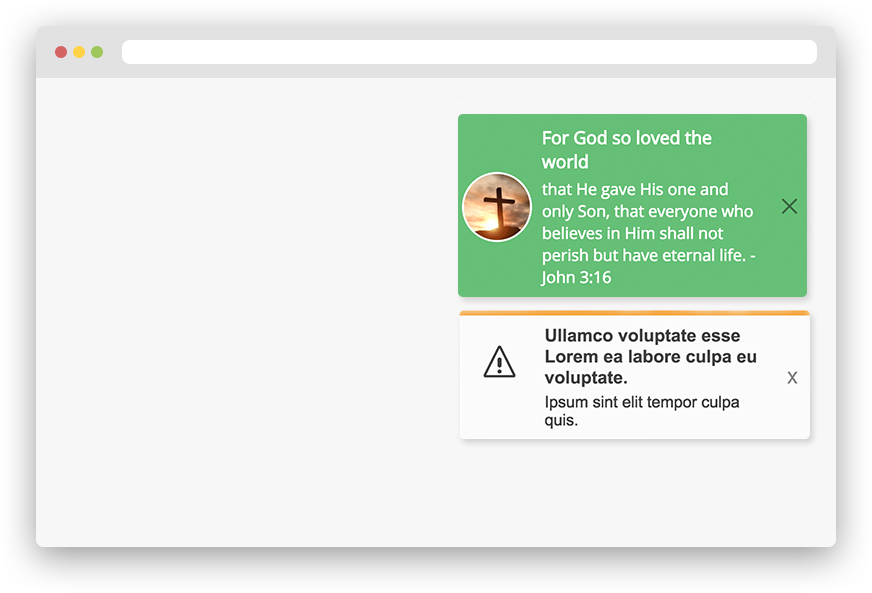 For God so loved the
world
that He gave His one and
only Son, that everyone who
believes in Him shall not
perish but have eternal life. -
John 3:16
Ullamco voluptate esse
Lorem ea labore culpa eu
voluptate.
X
Ipsum sint elit tempor culpa
quis.